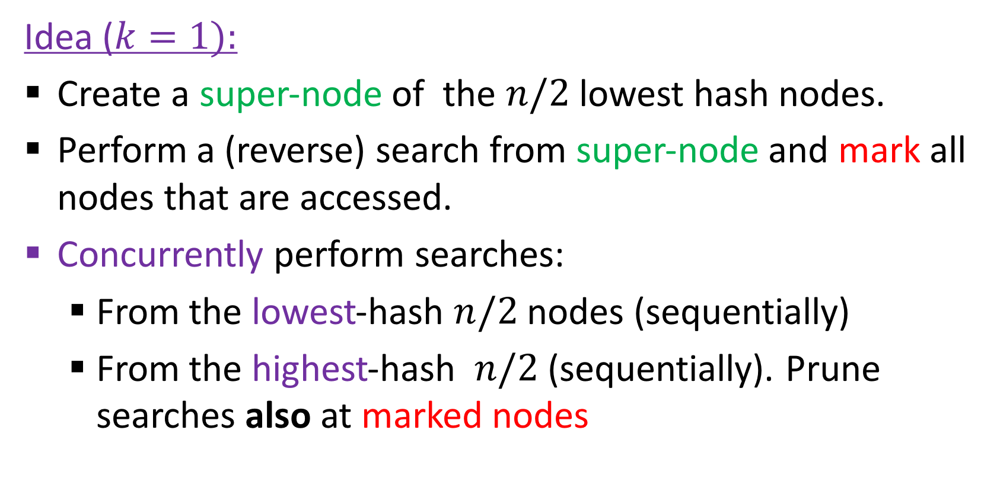 Idea (k = 1):
▪ Create a super-node of the n/2 lowest hash nodes.
▪ Perform a (reverse) search from super-node and mark all
nodes that are accessed.
▪ Concurrently perform searches:
▪ From the lowest-hash n/2 nodes (sequentially)
▪ From the highest-hash n/2 (sequentially). Prune
searches also at marked nodes